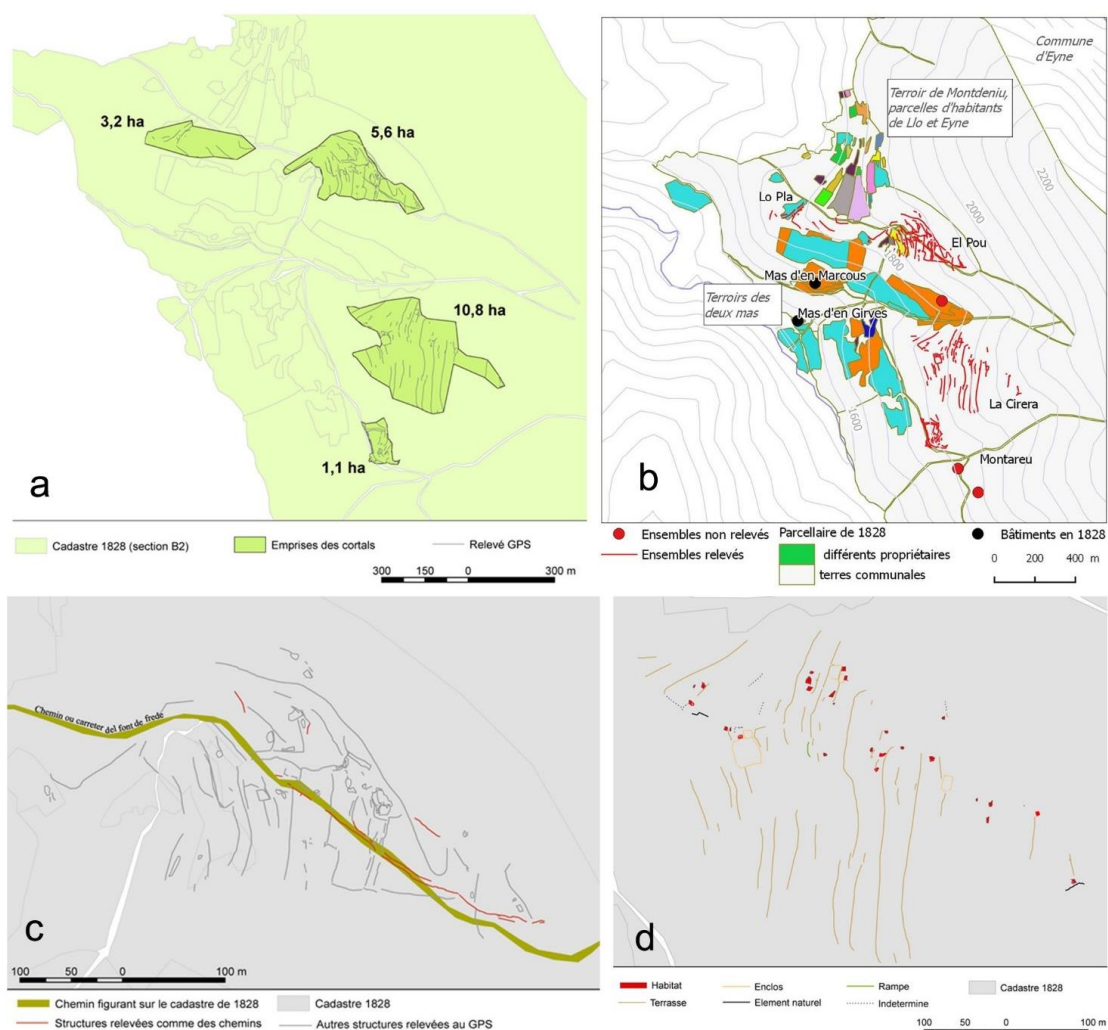 3,2 ha
5,6 ha
10,8 ha
1,1 ha
a
Cadastre 1828 (section B2)
Emprises des cortals
Relevé GPS
300 150 0 300 m
Commune
d'Eyne
Terroir de Montdeniu,
parcelles d'habitants
de Llo et Eyne
2200
2000
Lo Pla
El Pou
1800
Mas d'en Marcous
Terroirs des
deux mas
Mas d'en Girves
La Cirera
1600
Montareu
b
Ensembles non relevés
Ensembles relevés
Parcellaire de 1828
différents propriétaires
terres communales
Bâtiments en 1828
0 200 400 m
Chemin ou carreter del font de frede
c
100 50 0 100 m
Chemin figurant sur le cadastre de 1828
Cadastre 1828
Structures relevées comme des chemins
Autres structures relevées au GPS
d
Habitat
Enclos
Rampe
Cadastre 1828
Terrasse
Element naturel
Indetermine
100 50 0 100 m